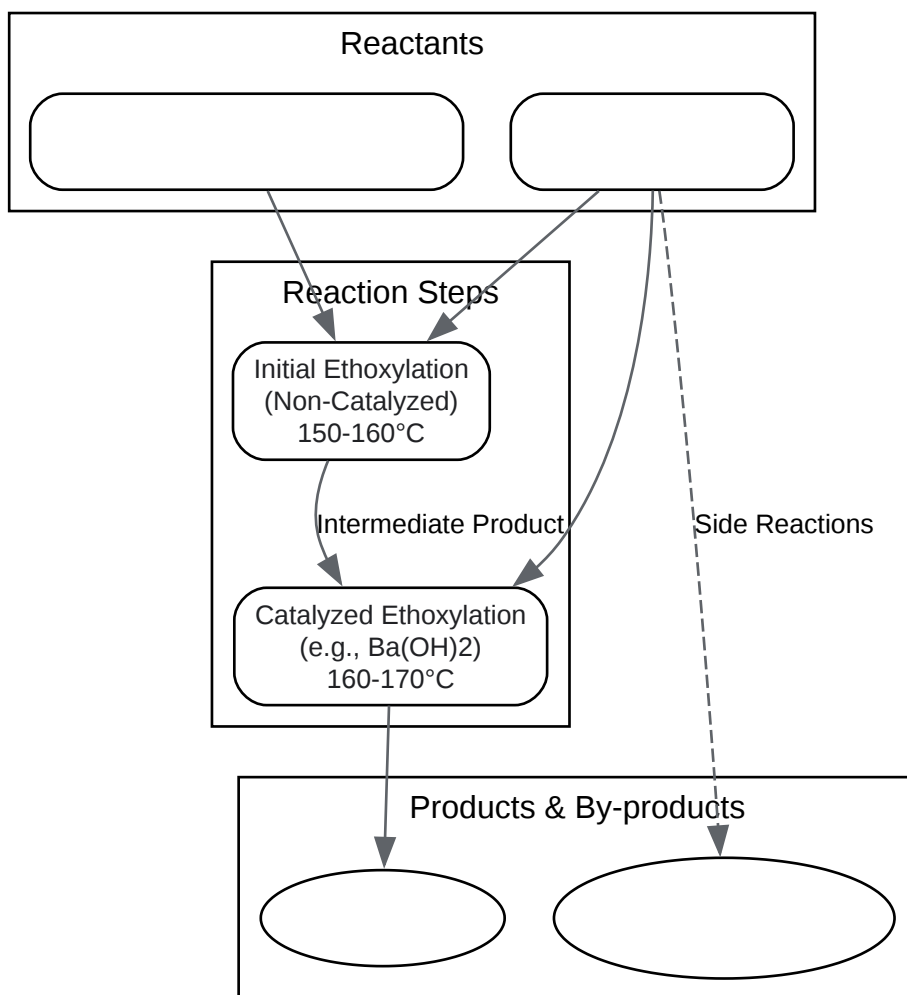 Reactants
Reaction Steps
Initial Ethoxylation
(Non-Catalyzed)
150-160°C
Intermediate Product
Side Reactions
Catalyzed Ethoxylation
(e.g., Ba(OH)2)
160-170°C
Products & By-products